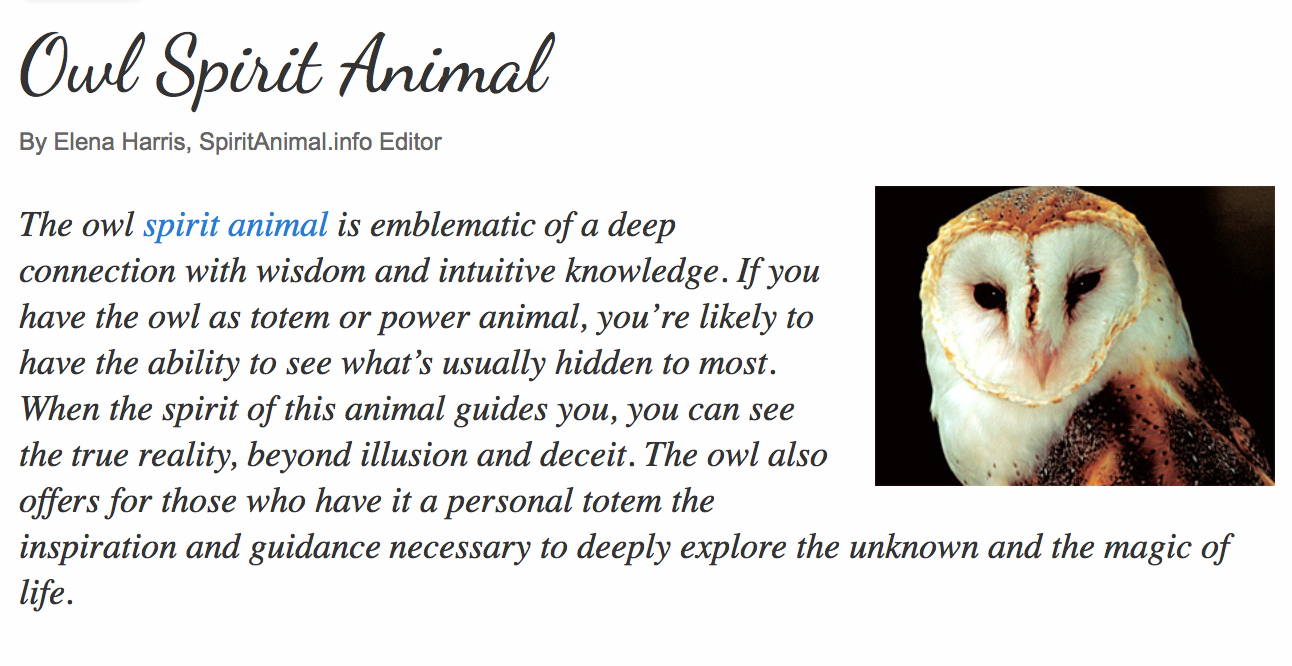 Owl Spirit Animal
By Elena Harris, SpiritAnimal.info Editor
The owl spirit animal is emblematic of a deep
connection with wisdom and intuitive knowledge. If you
have the owl as totem or power animal, you’re likely to
have the ability to see what’s usually hidden to most.
When the spirit of this animal guides you, you can see
the true reality, beyond illusion and deceit. The owl also
offers for those who have it a personal totem the
inspiration and guidance necessary to deeply explore the unknown and the magic of
life.